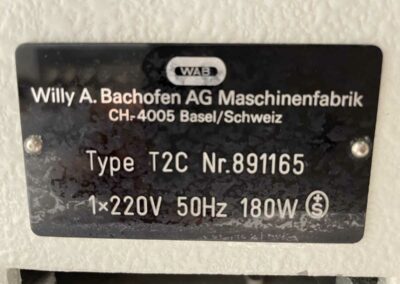 WAB
Willy A. Bachofen AG Maschinenfabrik
CH-4005 Basel/Schweiz
Type T2C Nr.891165
1×220V 50Hz 180W S